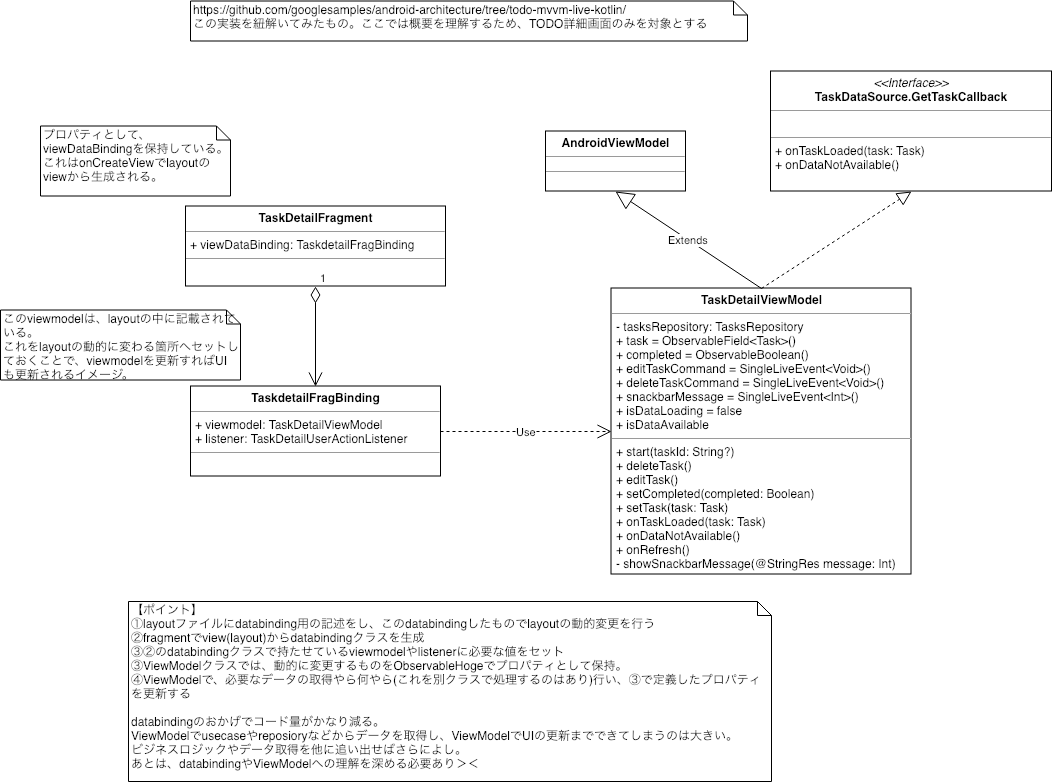 https://github.com/googlesamples/android-architecture/tree/todo-mvvm-live-kotlin/
この実装を紐解いてみたもの。ここでは概要を理解するため、TODO詳細画面のみを対象とする
<<Interface>>
TaskDataSource.GetTaskCallback
+ onTaskLoaded(task: Task)
+ onDataNotAvailable()
プロパティとして、
viewDataBindingを保持している。
これはonCreateViewでlayoutの
viewから生成される。
AndroidViewModel
TaskDetailFragment
+ viewDataBinding: TaskdetailFragBinding
1
Extends
このviewmodelは、layoutの中に記載されて
いる。
これをlayoutの動的に変わる箇所へセットし
ておくことで、viewmodelを更新すればUI
も更新されるイメージ。
TaskdetailFragBinding
+ viewmodel: TaskDetailViewModel
+ listener: TaskDetailUserActionListener
Use
TaskDetailViewModel
- tasksRepository: TasksRepository
+ task = ObservableField<Task>()
+ completed = ObservableBoolean()
+ editTaskCommand = SingleLiveEvent<Void>()
+ deleteTaskCommand = SingleLiveEvent<Void>()
+ snackbarMessage = SingleLiveEvent<Int>()
+ isDataLoading = false
+ isDataAvailable
+ start(taskId: String?)
+ deleteTask()
+ editTask()
+ setCompleted(completed: Boolean)
+ setTask(task: Task)
+ onTaskLoaded(task: Task)
+ onDataNotAvailable()
+ onRefresh()
- showSnackbarMessage(@StringRes message: Int)
【ポイント】
①layoutファイルにdatabinding用の記述をし、このdatabindingしたものでlayoutの動的変更を行う
②fragmentでview(layout)からdatabindingクラスを生成
③②のdatabindingクラスで持たせているviewmodelやlistenerに必要な値をセット
③ViewModelクラスでは、動的に変更するものをObservableHogeでプロパティとして保持。
④ViewModelで、必要なデータの取得やら何やら(これを別クラスで処理するのはあり)行い、③で定義したプロパティ
を更新する
databindingのおかげでコード量がかなり減る。
ViewModelでusecaseやreposioryなどからデータを取得し、ViewModelでUIの更新までできてしまうのは大きい。
ビジネスロジックやデータ取得を他に追い出せばさらによし。
あとは、databindingやViewModelへの理解を深める必要あり＞＜